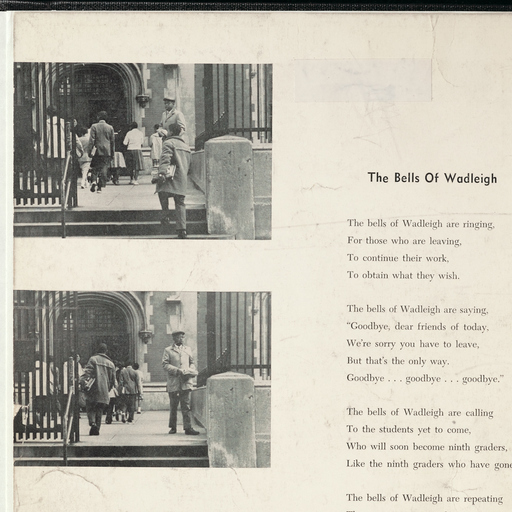 The Bells Of Wadleigh
The bells of Wadleigh are ringing,
For those who are leaving,
To continue their work,
To obtain what they wish.
The bells of Wadleigh are saying,
"Goodbye, dear friends of today.
We're sorry you have to leave,
But that's the only way.
Goodbye . . . goodbye . . . goodbye."
The bells of Wadleigh are calling
To the students yet to come,
Who will soon become ninth graders,
Like the ninth graders who have
The bells of Wadleigh are repeating